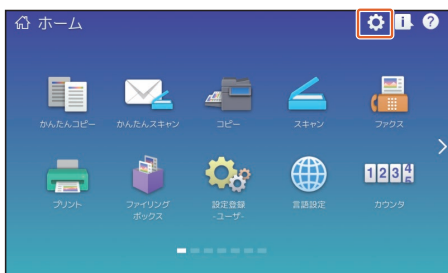 ホーム
かんたんコピー
かんたんスキャン
コピー
スキャン
ファクス
プリント
ファイリング
ボックス
設定登録
-ユーザ-
言語設定
カウンタ